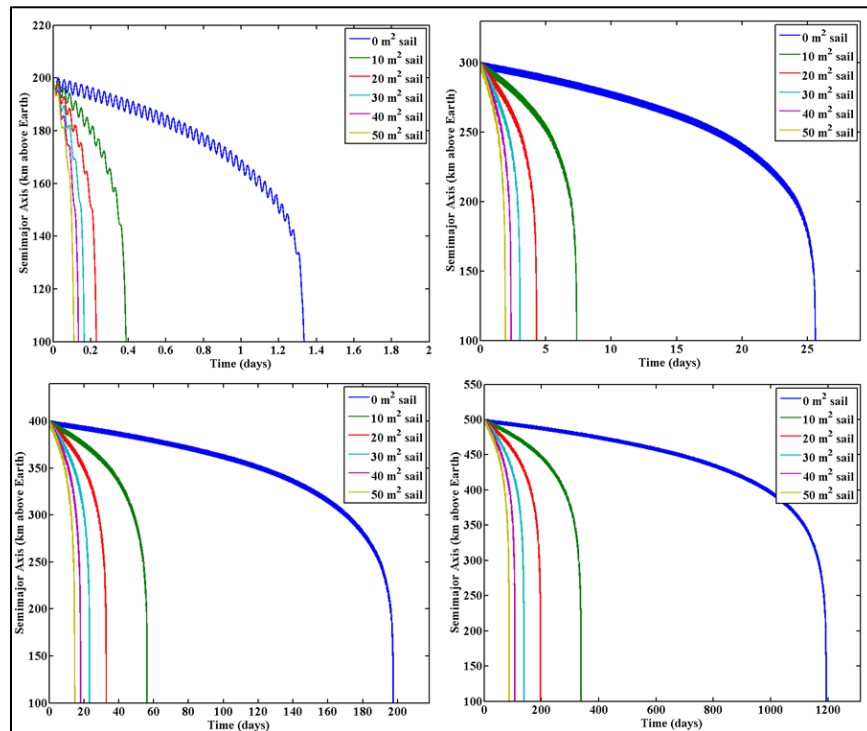 220
200
180
160
140
120
100
Semimajor Axis (km above Earth)
0 0.2 0.4 0.6 0.8 1 1.2 1.4 1.6 1.8 2
Time (days)
0 m² sail
10 m² sail
20 m² sail
30 m² sail
40 m² sail
50 m² sail
300
250
200
150
100
Semimajor Axis (km above Earth)
0 5 10 15 20 25
Time (days)
0 m² sail
10 m² sail
20 m² sail
30 m² sail
40 m² sail
50 m² sail
400
350
300
250
200
150
100
Semimajor Axis (km above Earth)
0 20 40 60 80 100 120 140 160 180 200
Time (days)
0 m² sail
10 m² sail
20 m² sail
30 m² sail
40 m² sail
50 m² sail
550
500
450
400
350
300
250
200
150
100
Semimajor Axis (km above Earth)
0 200 400 600 800 1000 1200
Time (days)
0 m² sail
10 m² sail
20 m² sail
30 m² sail
40 m² sail
50 m² sail